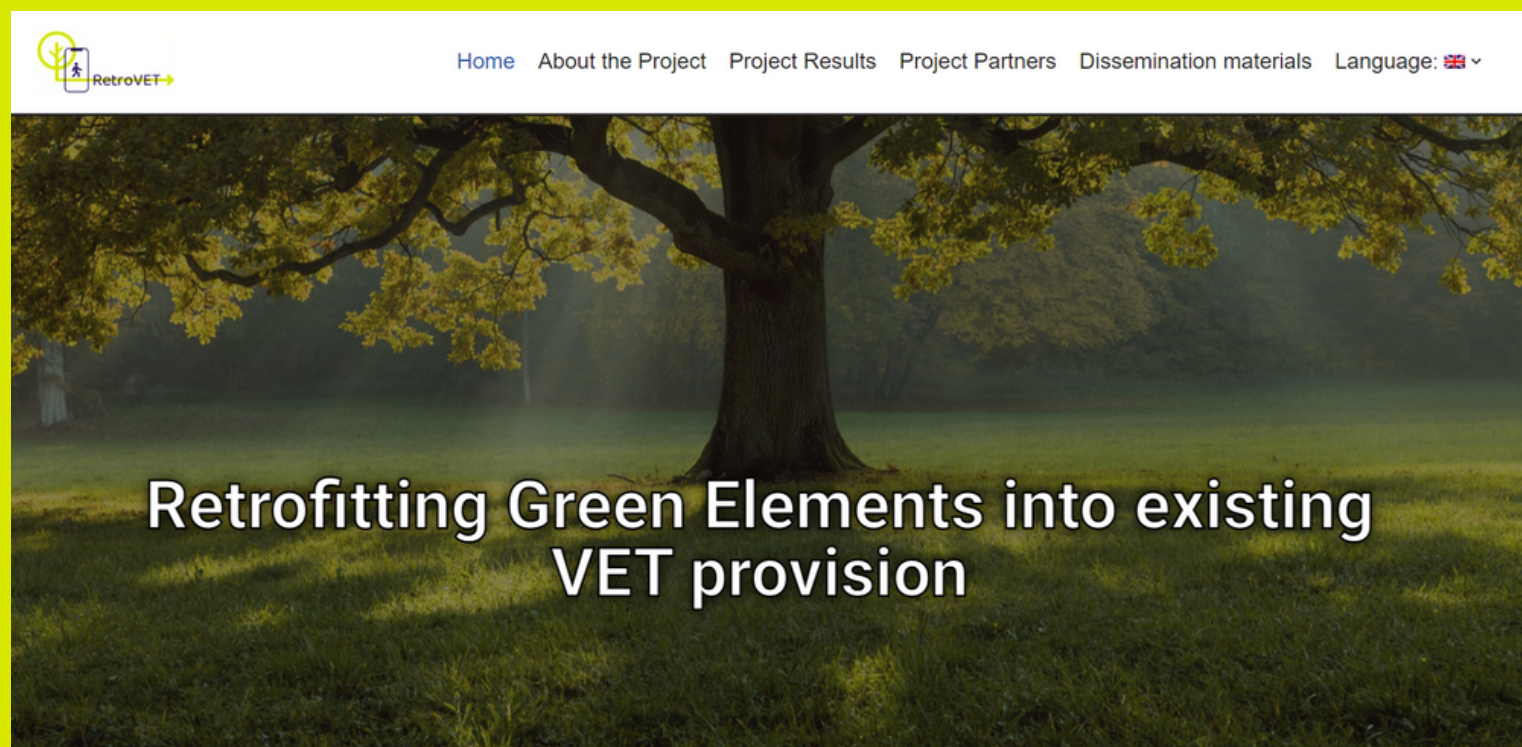 RetroVET
Home About the Project Project Results Project Partners Dissemination materials Language:
Retrofitting Green Elements into existing
VET provision